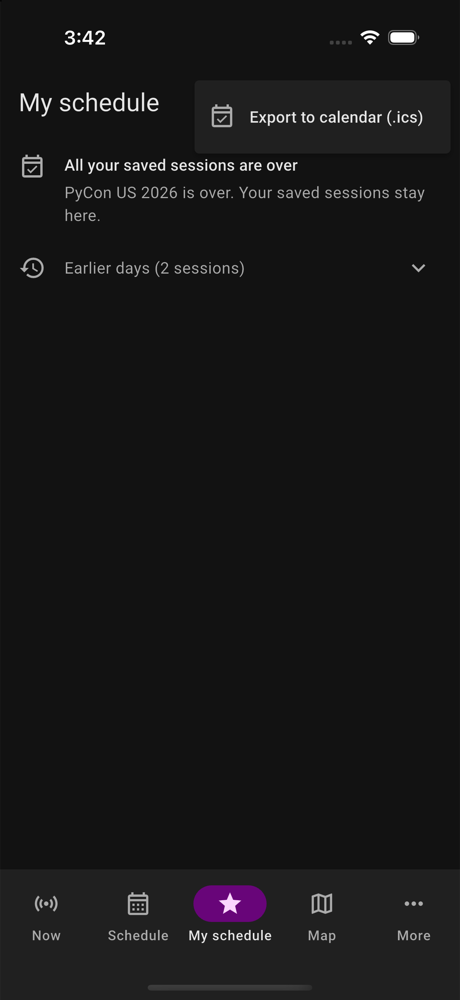 3:42
My schedule
Export to calendar (.ics)
All your saved sessions are over
PyCon US 2026 is over. Your saved sessions stay
here.
Earlier days (2 sessions)
Now
Schedule
My schedule
Map
More